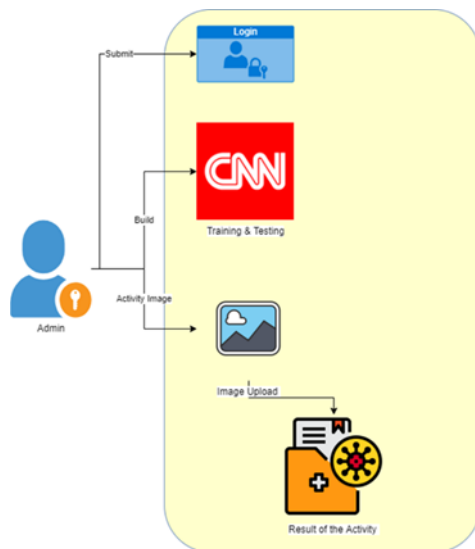 Login
Submit
CNN
Build
Training & Testing
Admin
Activity Image
Image Upload
Result of the Activity